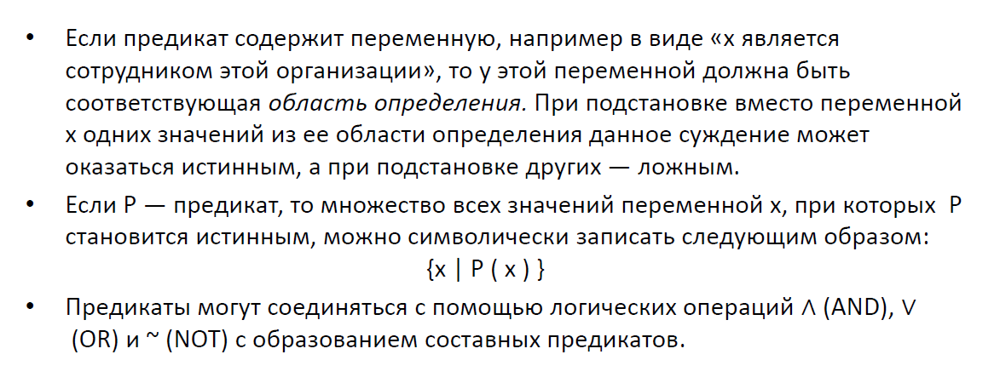 • Если предикат содержит переменную, например в виде «х является
сотрудником этой организации», то у этой переменной должна быть
соответствующая область определения. При подстановке вместо переменной
х одних значений из ее области определения данное суждение может
оказаться истинным, а при подстановке других — ложным.
• Если Р — предикат, то множество всех значений переменной х, при которых Р
становится истинным, можно символически записать следующим образом:
{х | Р ( х ) }
• Предикаты могут соединяться с помощью логических операций ∧ (AND), ∨
(OR) и ~ (NOT) с образованием составных предикатов.